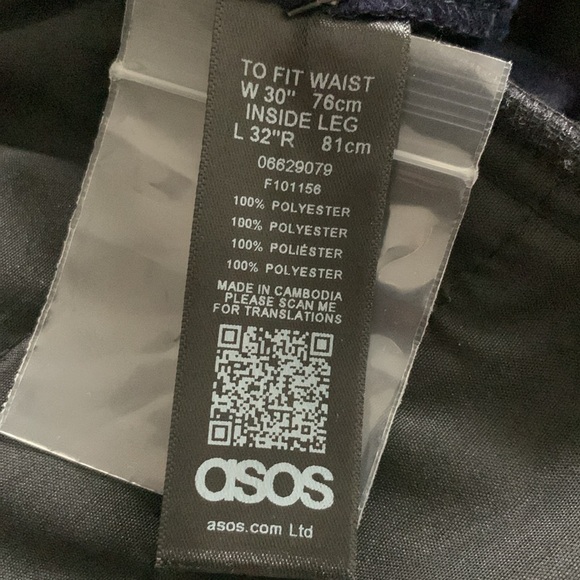 TO FIT WAIST
W 30" 76cm
INSIDE LEG
L 32"R 81cm
06629079
F101156
100% POLYESTER
100% POLYESTER
100% POLIÉSTER
100% POLYESTER
MADE IN CAMBODIA
PLEASE SCAN ME
FOR TRANSLATIONS
asos
asos.com Ltd